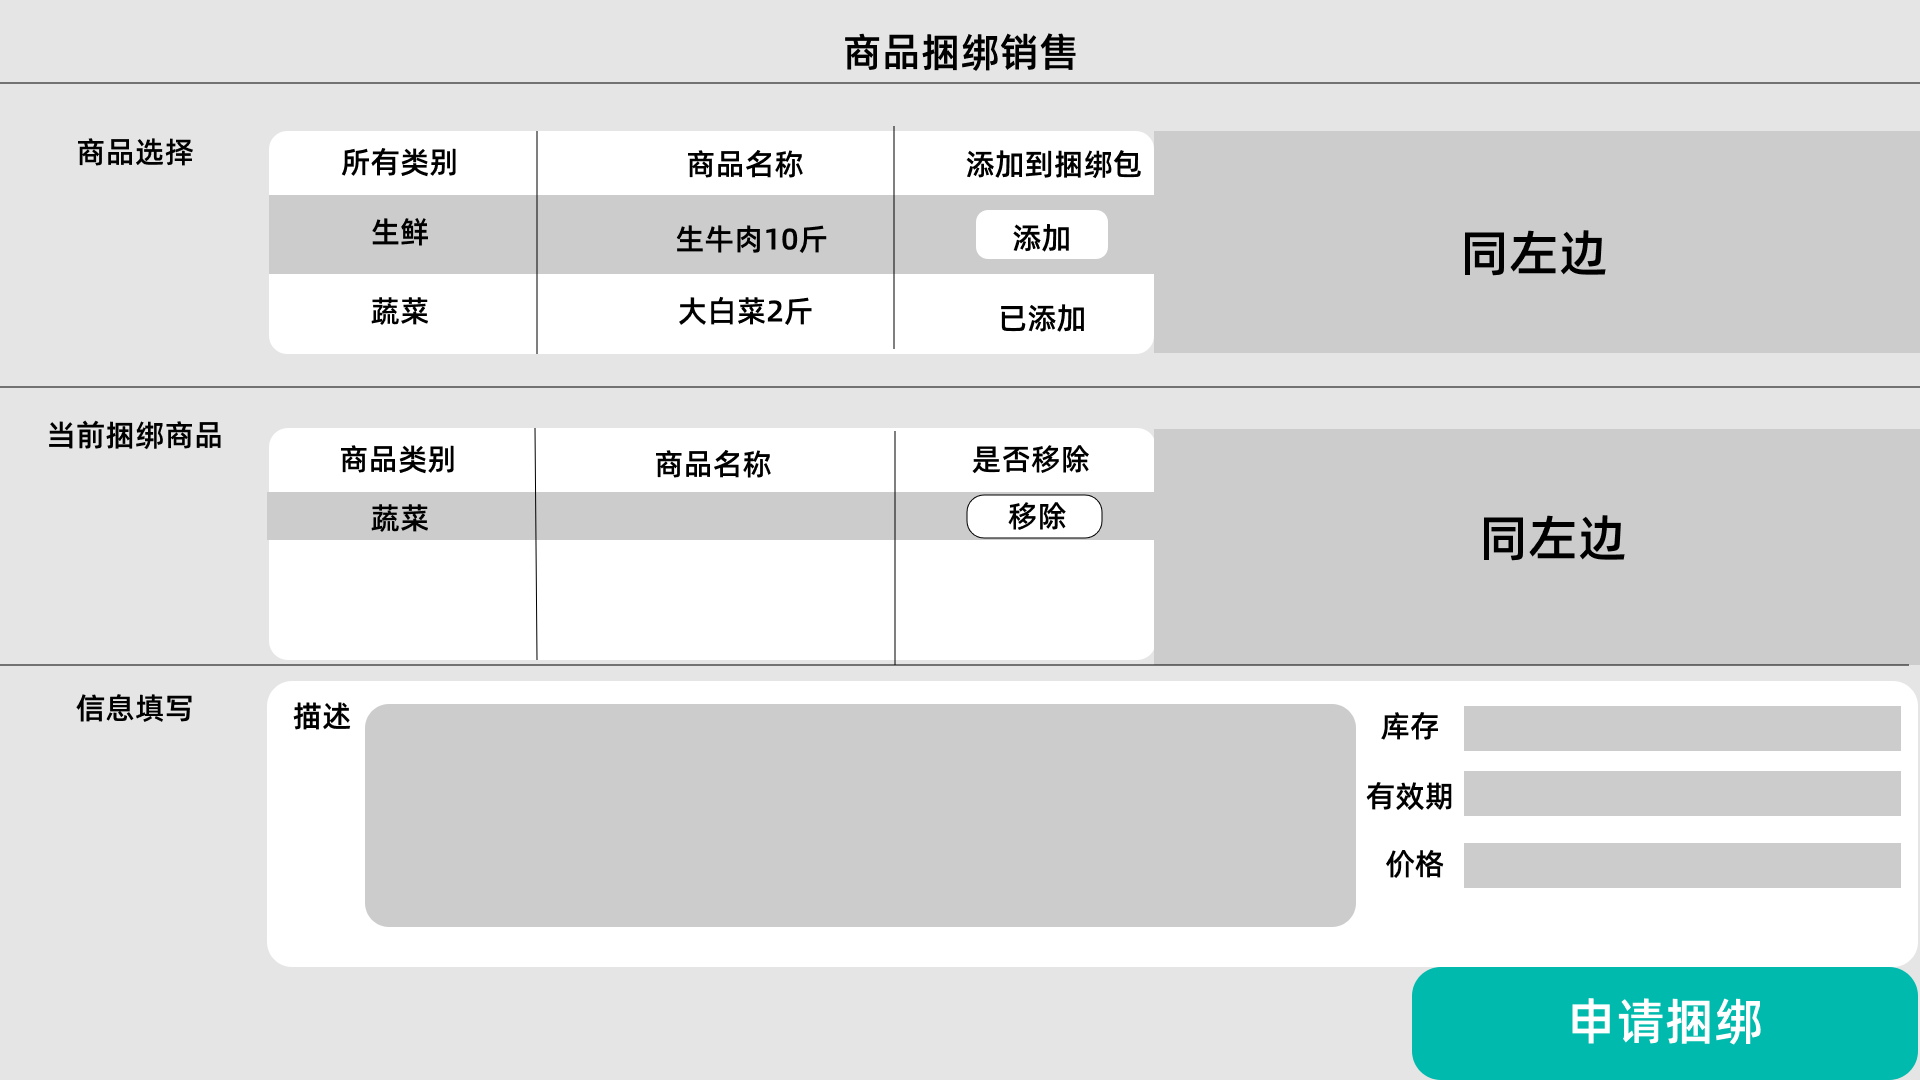 商品捆绑销售
商品选择
所有类别 商品名称 添加到捆绑包
生鲜 生牛肉10斤 添加
蔬菜 大白菜2斤 已添加
同左边
当前捆绑商品
商品类别 商品名称 是否移除
蔬菜 移除
同左边
信息填写
描述
库存
有效期
价格
申请捆绑